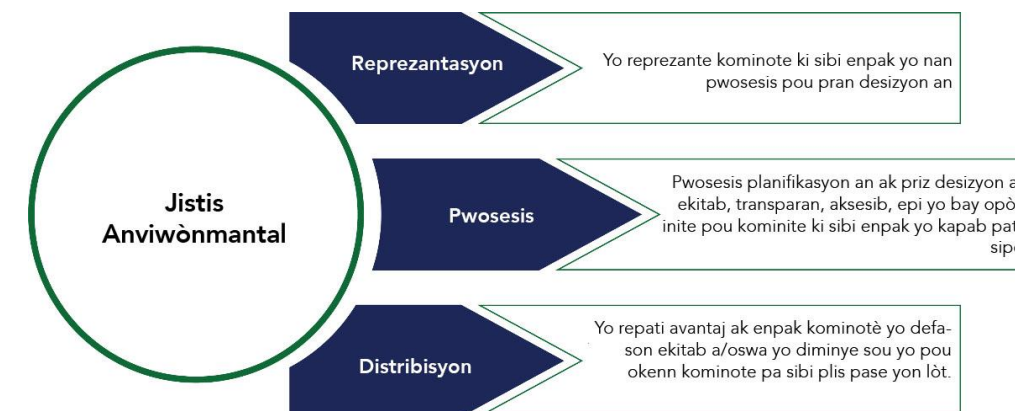 Jistis
Anviwònmantal
Reprezantasyon
Yo reprezante kominote ki sibi enpak yo nan
pwosesis pou pran desizyon an
Pwosesis
Pwosesis planifikasyon an ak priz desizyon a
ekitab, transparan, aksesib, epi yo bay opò
inite pou kominite ki sibi enpak yo kapab pat
sipe
Distribisyon
Yo repati avantaj ak enpak kominotè yo defa-
son ekitab a/oswa yo diminye sou yo pou
okenn kominote pa sibi plis pase yon lòt.